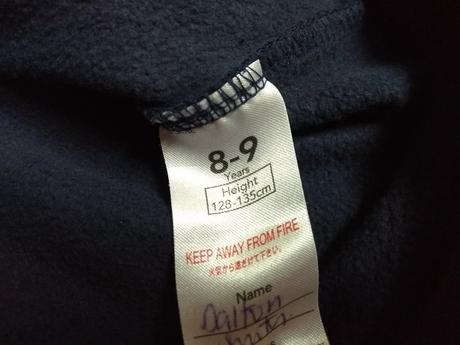 8-9
Years
Height
128-135cm
KEEP AWAY FROM FIRE
火気から遠ざけて下さい。
Name
Dalton